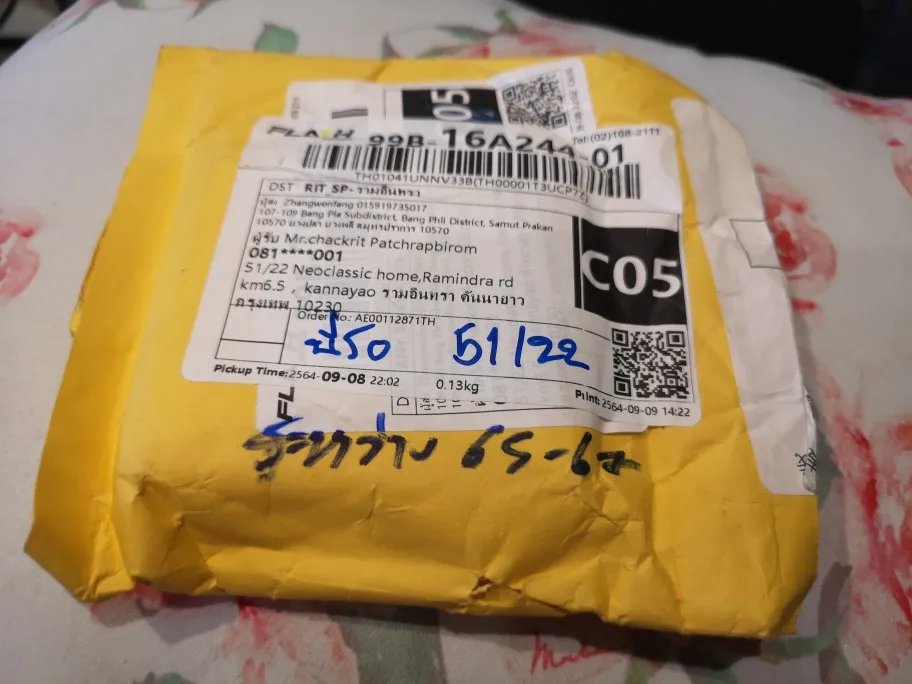 05
Tel:(02)188-2111
FLASH 99B-16A244-01
TH01041UNNV33B(TH00001T3UCP7Z)
DST RIT_SP-รามอินทรา
ผู้ส่ง Zhangwenfang 015919735017
107-109 Bang Pla Subdistrict, Bang Phli District, Samut Prakan
10570 บางปลา บางพลี สมุทรปราการ 10570
ผู้รับ Mr.chackrit Patchrapbirom
081****001
51/22 Neoclassic home,Ramindra rd
km6.5 , kannayao รามอินทรา คันนายาว
กรุงเทพ 10230
C05
Order No.: AE00112871TH
51/22
Pickup Time:2564-09-08 22:02 0.13kg Print: 2564-09-09 14:22
FL
D
65-67